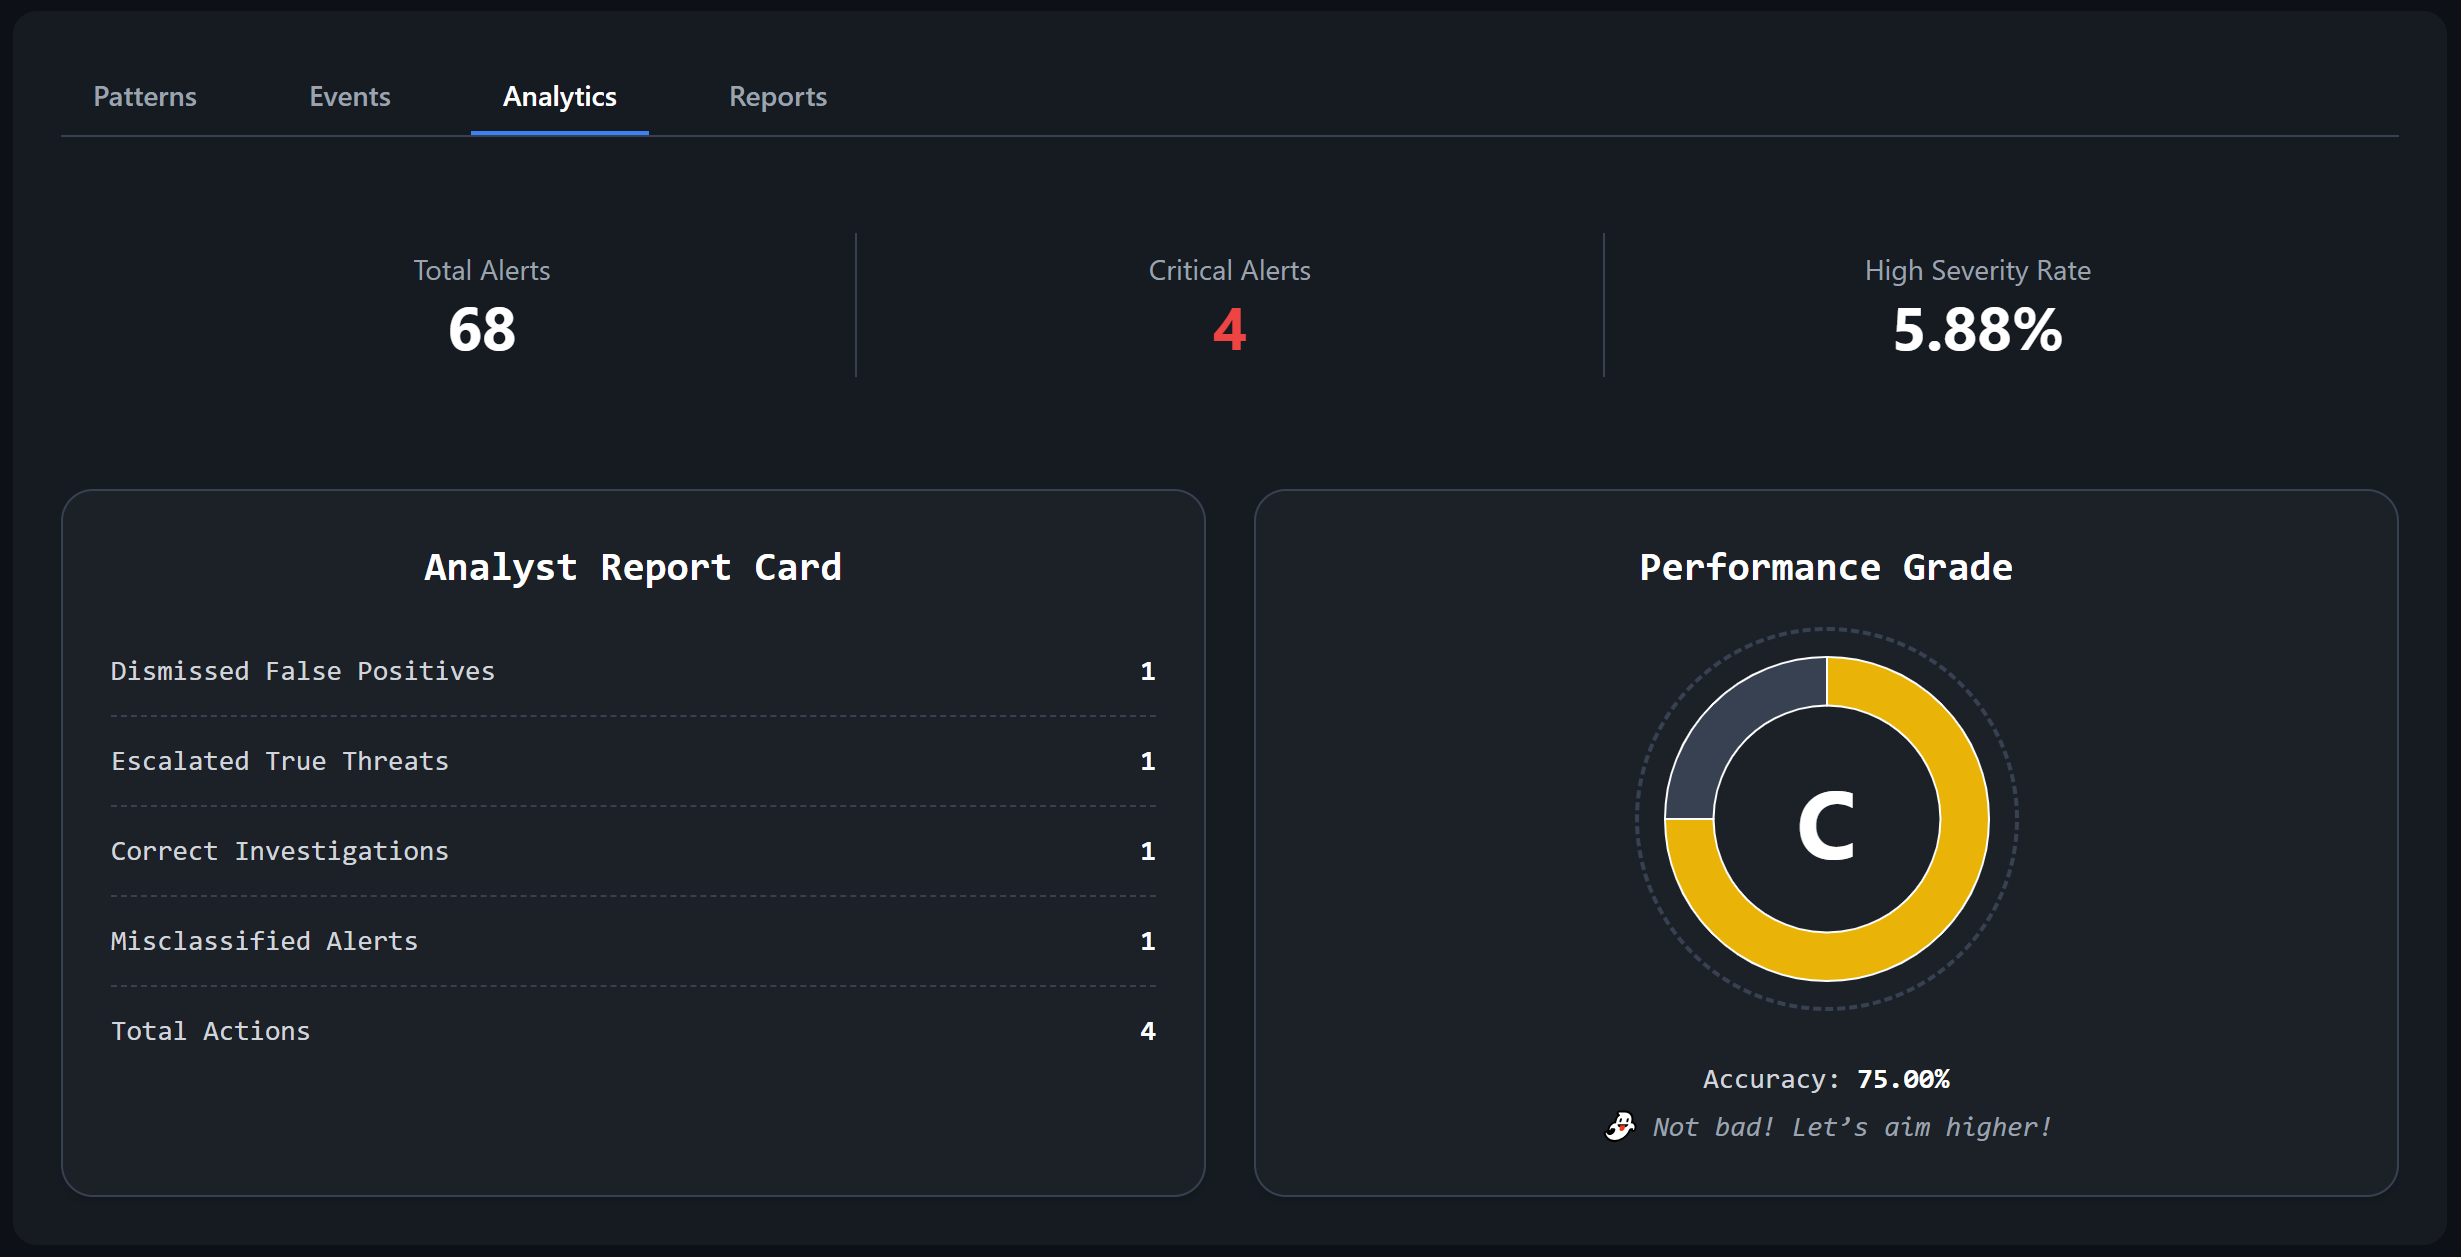 Patterns Events Analytics Reports
Total Alerts
68
Critical Alerts
4
High Severity Rate
5.88%
Analyst Report Card
Dismissed False Positives 1
Escalated True Threats 1
Correct Investigations 1
Misclassified Alerts 1
Total Actions 4
Performance Grade
C
Accuracy: 75.00%
👻 Not bad! Let’s aim higher!